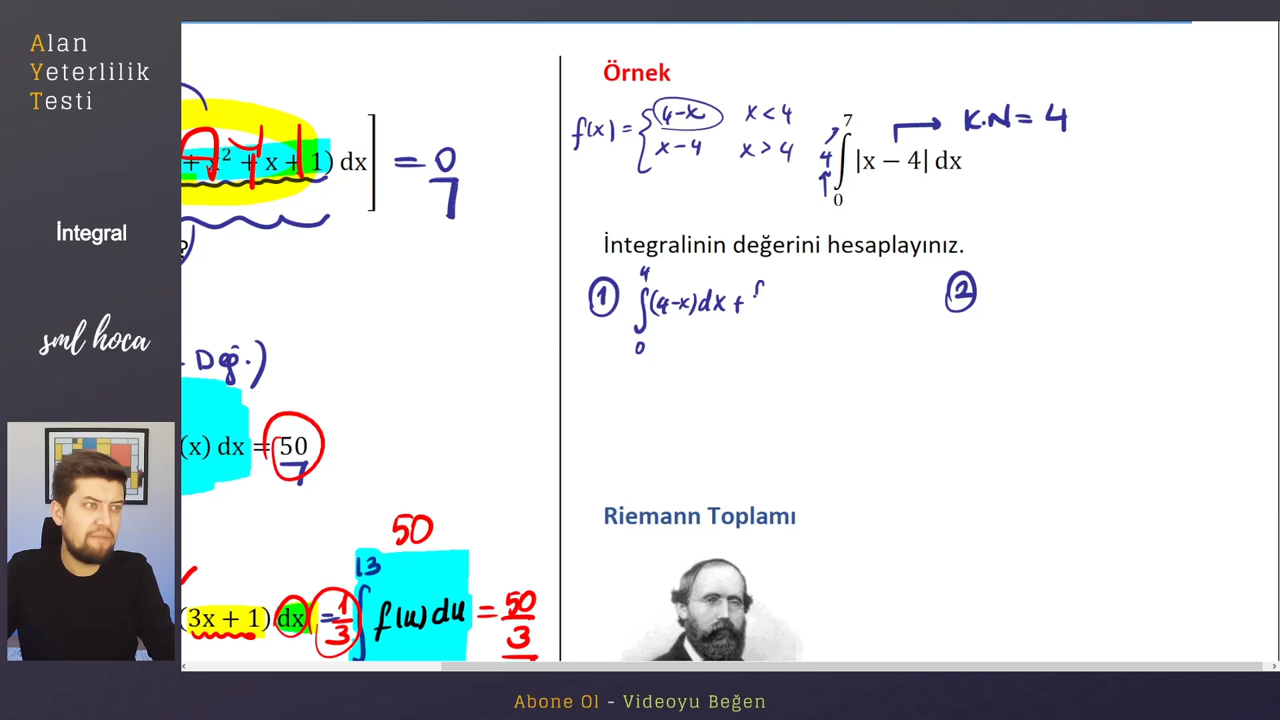 Alan
Yeterlilik
Testi
İntegral
sml hoca
+ x² + x + 1) dx] = 0
7
?
Değ.)
(x) dx = 50
7
50
(3x + 1) dx = 1/3 ∫ 13 f(u) du = 50/3
Örnek
f(x) = { 4-x x < 4
x-4 x > 4
7
4 ∫ |x − 4| dx → K.N = 4
0
İntegralinin değerini hesaplayınız.
① ∫ 4 0 (4-x) dx + ②
Riemann Toplamı
Abone Ol - Videoyu Beğen